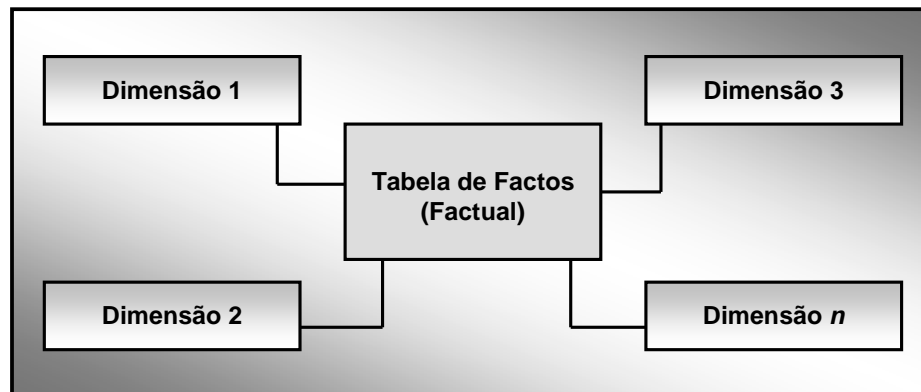 Dimensão 1
Dimensão 3
Tabela de Factos
(Factual)
Dimensão 2
Dimensão n